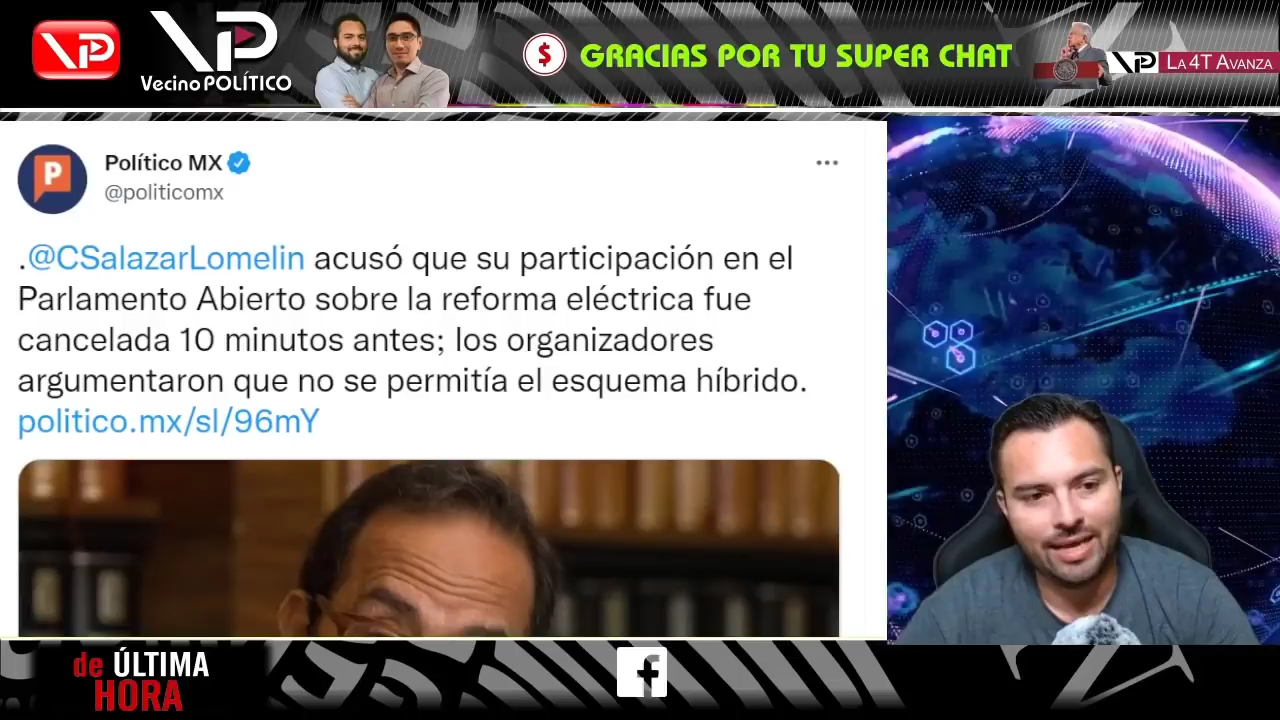 VP
VP
Vecino POLÍTICO
$ GRACIAS POR TU SUPER CHAT
VP LA 4T AVANZA
P
Político MX
@politicomx
.@CSalazarLomelin acusó que su participación en el
Parlamento Abierto sobre la reforma eléctrica fue
cancelada 10 minutos antes; los organizadores
argumentaron que no se permitía el esquema híbrido.
politico.mx/sl/96mY
de ÚLTIMA
HORA
f